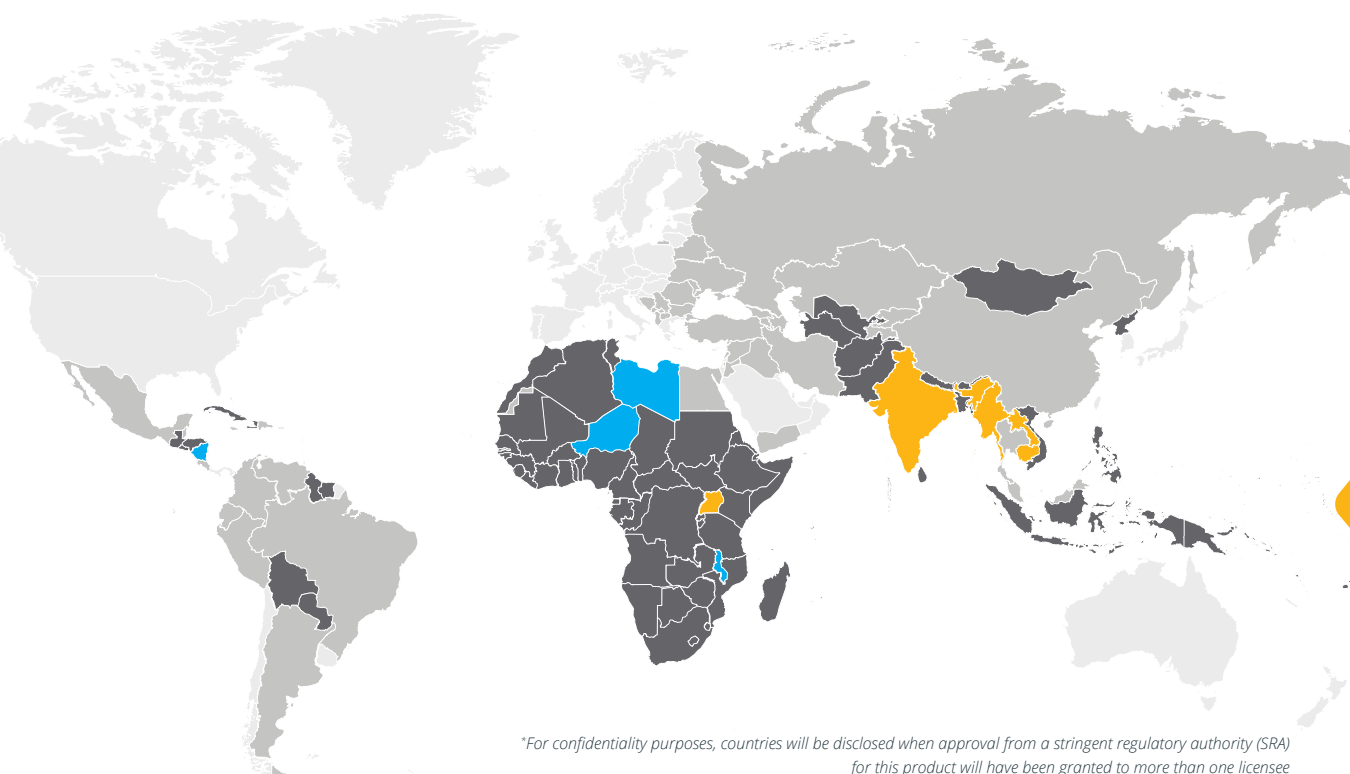 *For confidentiality purposes, countries will be disclosed when approval from a stringent regulatory authority (SRA)
for this product will have been granted to more than one licensee